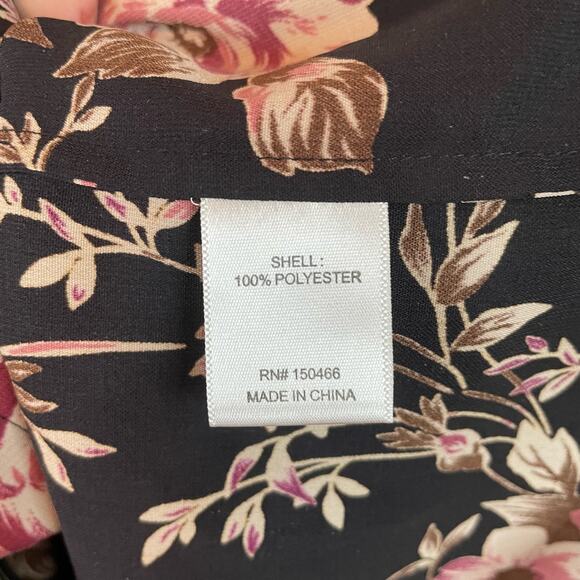 SHELL :
100% POLYESTER
RN# 150466
MADE IN CHINA